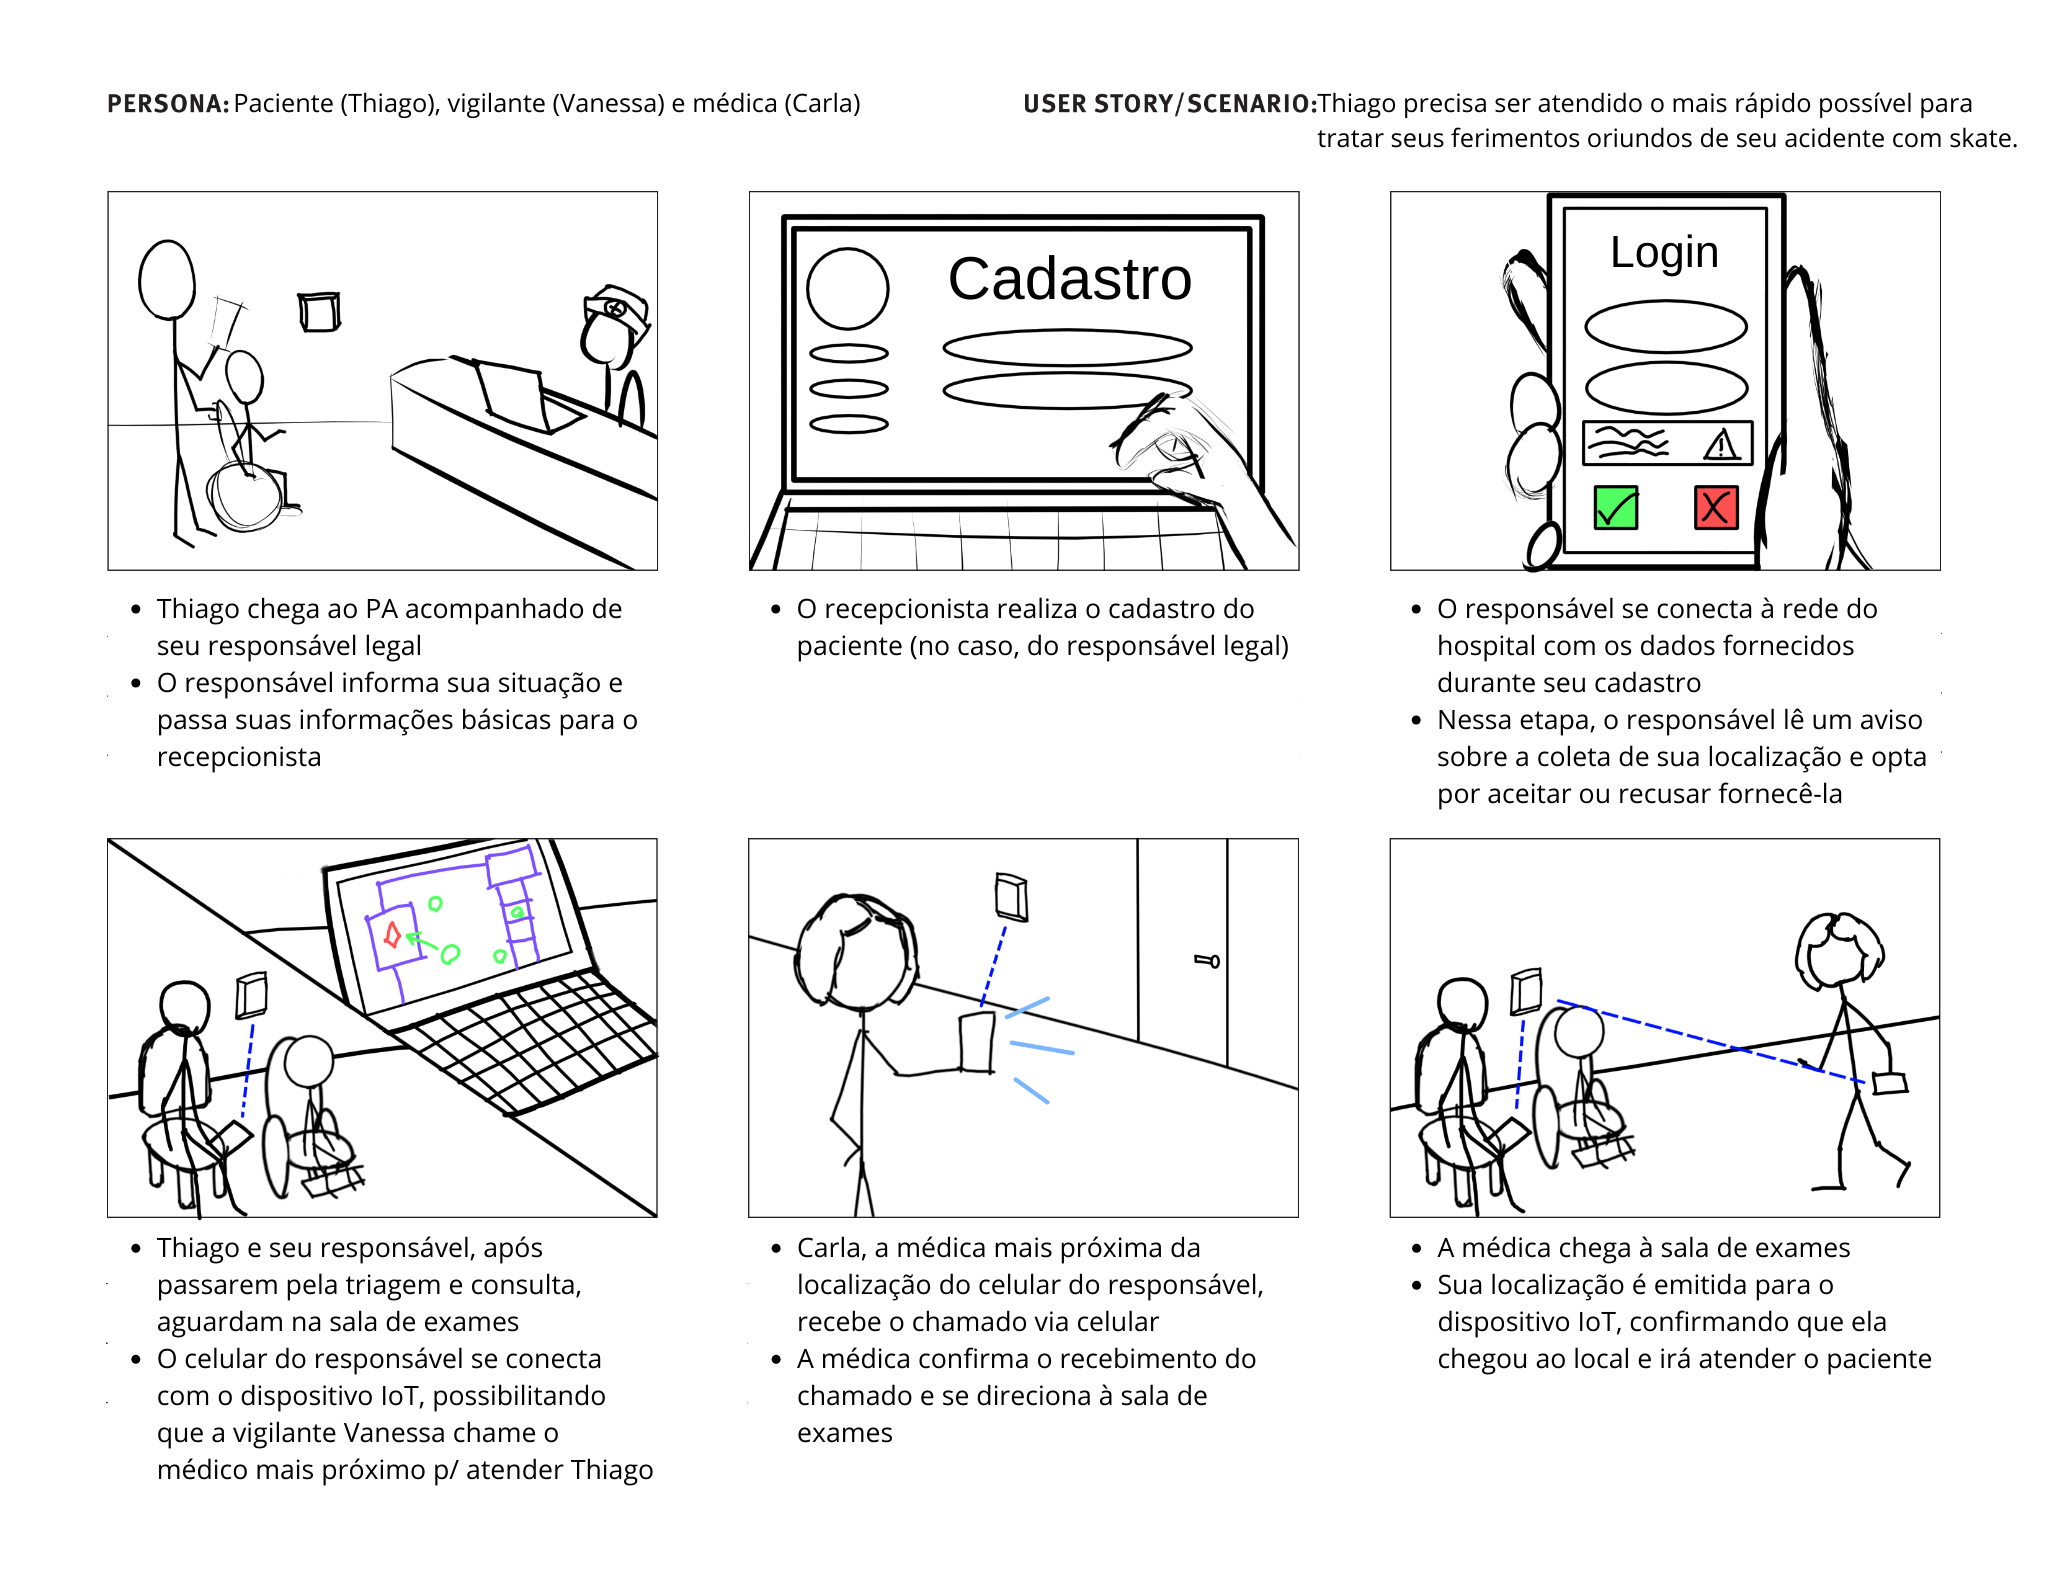 PERSONA: Paciente (Thiago), vigilante (Vanessa) e médica (Carla)
USER STORY/SCENARIO: Thiago precisa ser atendido o mais rápido possível para
tratar seus ferimentos oriundos de seu acidente com skate.
Cadastro
Login
• Thiago chega ao PA acompanhado de
seu responsável legal
• O responsável informa sua situação e
passa suas informações básicas para o
recepcionista
• O recepcionista realiza o cadastro do
paciente (no caso, do responsável legal)
• O responsável se conecta à rede do
hospital com os dados fornecidos
durante seu cadastro
• Nessa etapa, o responsável lê um aviso
sobre a coleta de sua localização e opta
por aceitar ou recusar fornecê-la
• Thiago e seu responsável, após
passarem pela triagem e consulta,
aguardam na sala de exames
• O celular do responsável se conecta
com o dispositivo IoT, possibilitando
que a vigilante Vanessa chame o
médico mais próximo p/ atender Thiago
• Carla, a médica mais próxima da
localização do celular do responsável,
recebe o chamado via celular
• A médica confirma o recebimento do
chamado e se direciona à sala de
exames
• A médica chega à sala de exames
• Sua localização é emitida para o
dispositivo IoT, confirmando que ela
chegou ao local e irá atender o paciente